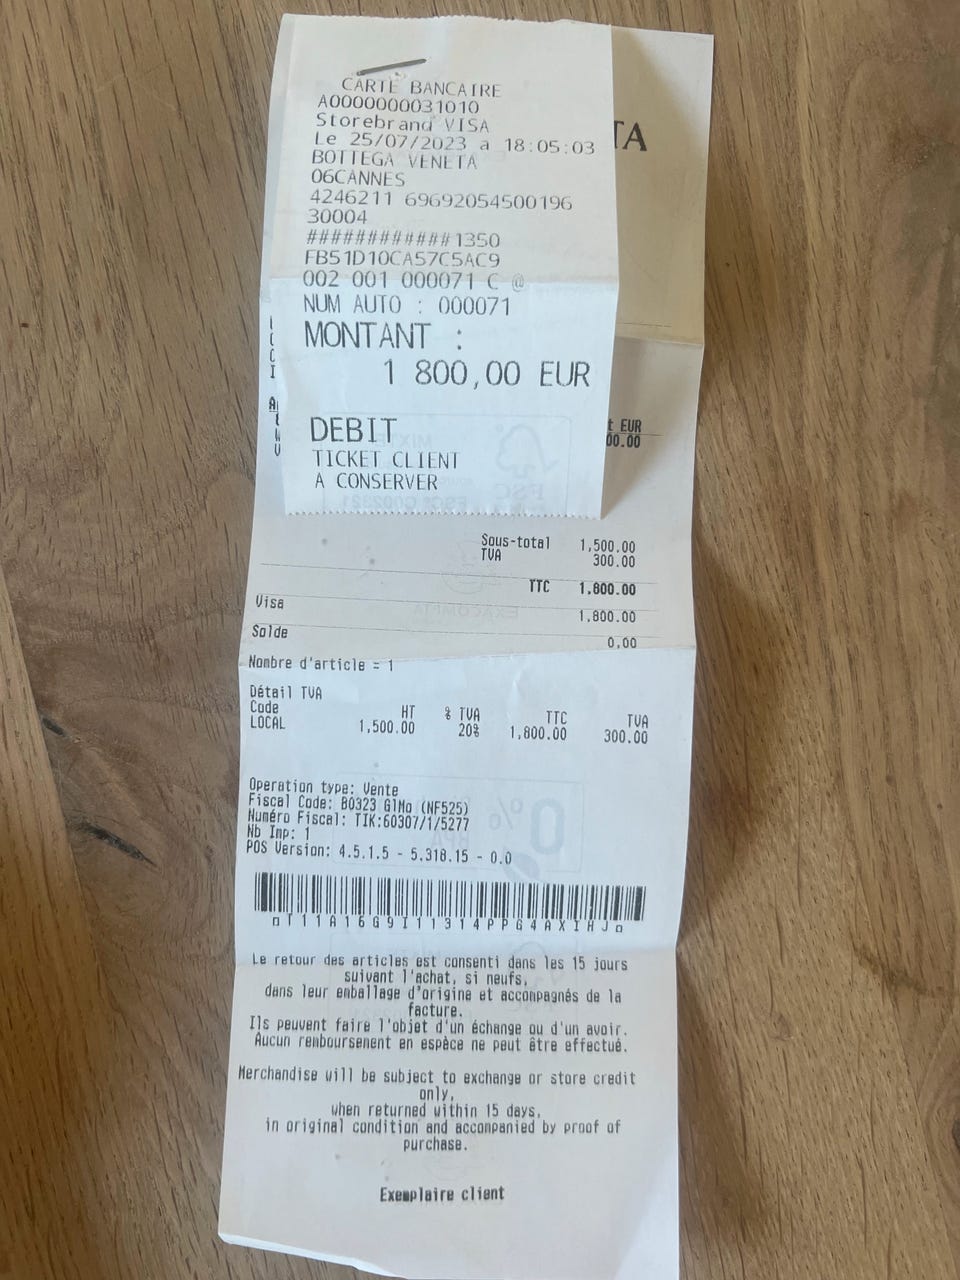 CARTE BANCAIRE
A0000000031010
Storebrand VISA
Le 25/07/2023 a 18:05:03
BOTTEGA VENETA
06CANNES
4246211 69692054500196
30004
############1350
FB51D10CA57C5AC9
002 001 000071 C @
NUM AUTO : 000071
MONTANT :
1 800,00 EUR
DEBIT
TICKET CLIENT
A CONSERVER
TA
t EUR
00.00
Sous-total 1,500.00
TVA 300.00
TTC 1,800.00
Visa 1,800.00
Solde 0.00
Nombre d'article = 1
Détail TVA
Code HT % TVA TTC TVA
LOCAL 1,500.00 20% 1,800.00 300.00
Operation type: Vente
Fiscal Code: B0323 GlMo (NF525)
Numéro Fiscal: TIK:60307/1/5277
Nb Imp: 1
POS Version: 4.5.1.5 - 5.318.15 - 0.0
T11A16G9I11314PPG4AXIHJ
Le retour des articles est consenti dans les 15 jours
suivant l'achat, si neufs,
dans leur emballage d'origine et accompagnés de la
facture.
Ils peuvent faire l'objet d'un échange ou d'un avoir.
Aucun remboursement en espèce ne peut être effectué.
Merchandise will be subject to exchange or store credit
only,
when returned within 15 days,
in original condition and accompanied by proof of
purchase.
Exemplaire client